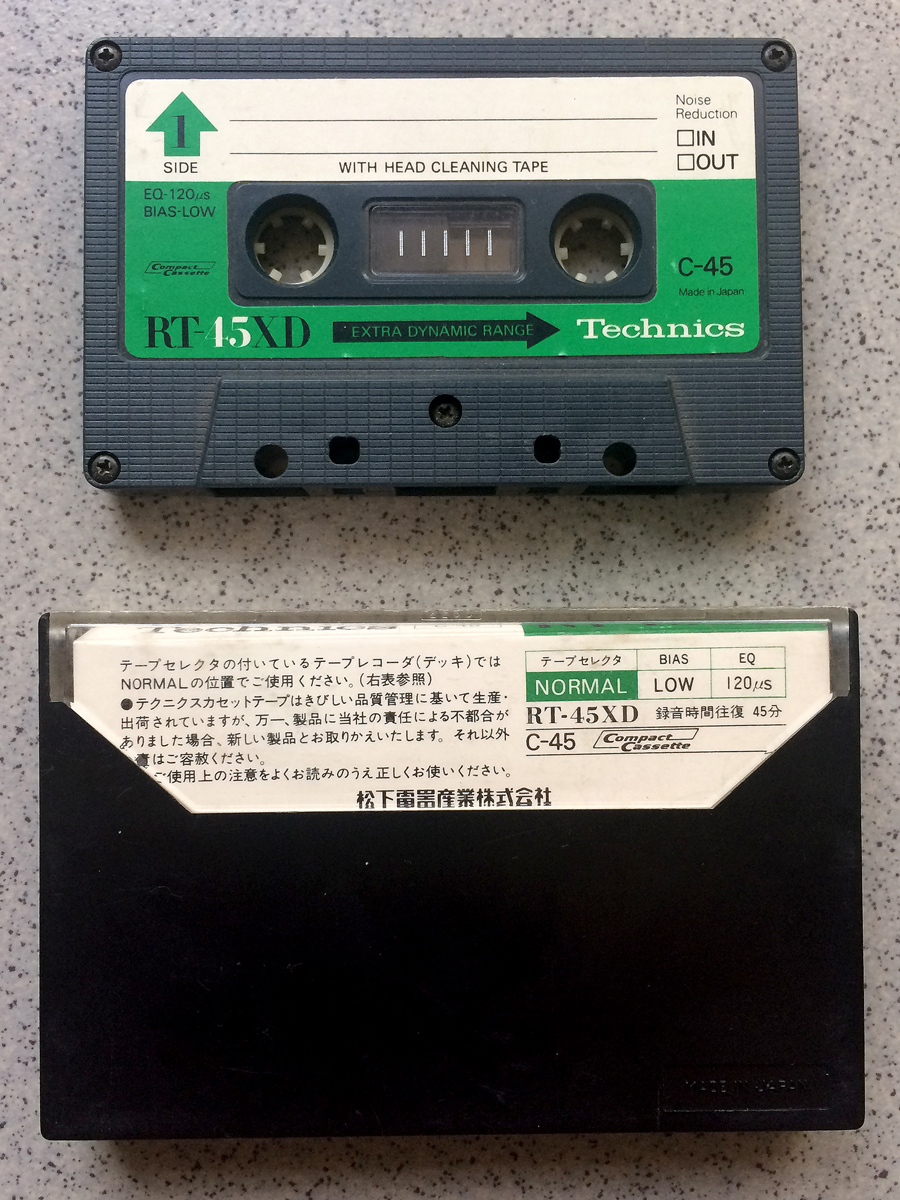 1
SIDE
Noise
Reduction
☐IN
☐OUT
WITH HEAD CLEANING TAPE
EQ-120μs
BIAS-LOW
Compact
Cassette
C-45
Made in Japan
RT-45XD
EXTRA DYNAMIC RANGE
Technics
Technics
テープセレクタの付いているテープレコーダ(デッキ)では
NORMALの位置でご使用ください。(右表参照)
●テクニクスカセットテープはきびしい品質管理に基いて生産・
出荷されていますが、万一、製品に当社の責任による不都合が
ありました場合、新しい製品とお取りかえいたします。それ以外
責はご容赦ください。
ご使用上の注意をよくお読みのうえ正しくお使いください。
テープセレクタ BIAS EQ
NORMAL LOW 120μs
RT-45XD 録音時間往復 45分
C-45 Compact
Cassette
松下電器産業株式会社
MADE IN JAPAN